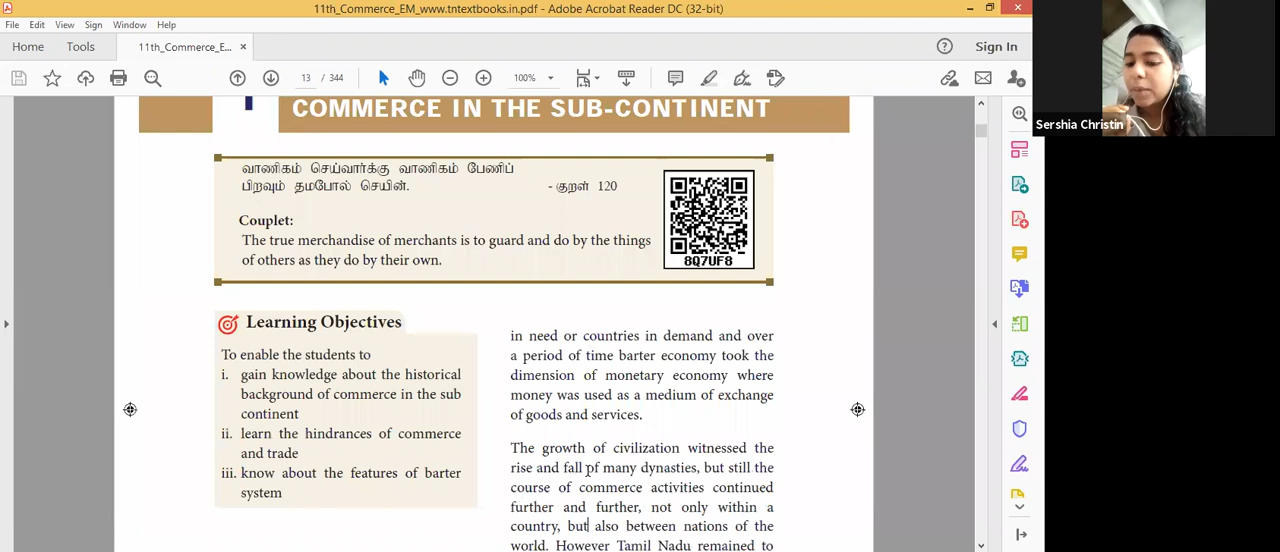 11th_Commerce_EM_www.tntextbooks.in.pdf - Adobe Acrobat Reader DC (32-bit)
File Edit View Sign Window Help
Home Tools 11th_Commerce_E... × Sign In
13 / 344 100%
COMMERCE IN THE SUB-CONTINENT
வாணிகம் செய்வார்க்கு வாணிகம் பேணிப்
பிறவும் தமபோல் செயின். - குறள் 120
Couplet:
The true merchandise of merchants is to guard and do by the things
of others as they do by their own.
8Q7UF8
Learning Objectives
To enable the students to
i. gain knowledge about the historical
background of commerce in the sub
continent
ii. learn the hindrances of commerce
and trade
iii. know about the features of barter
system
in need or countries in demand and over
a period of time barter economy took the
dimension of monetary economy where
money was used as a medium of exchange
of goods and services.
The growth of civilization witnessed the
rise and fall of many dynasties, but still the
course of commerce activities continued
further and further, not only within a
country, but also between nations of the
world. However Tamil Nadu remained to
Sershia Christin